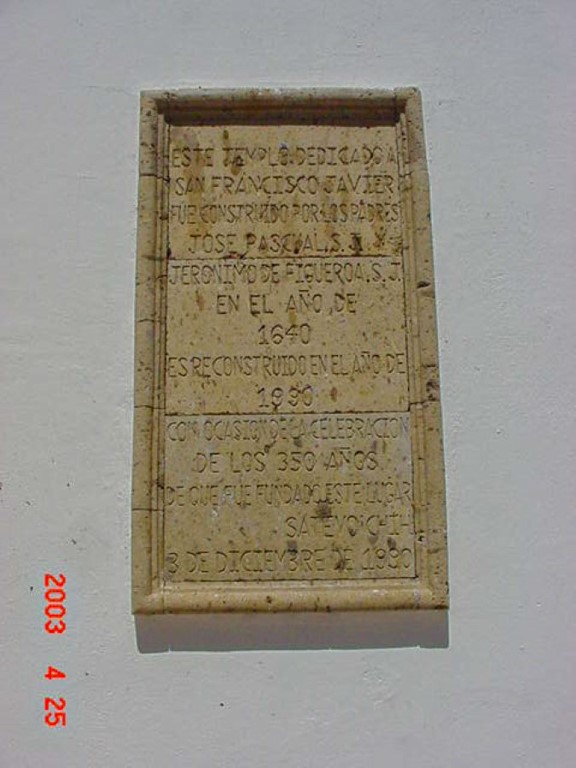 ESTE TEMPLO DEDICADO A
SAN FRANCISCO JAVIER
FUE CONSTRUIDO POR LOS PADRES
JOSE PASCUAL, S. J. Y
JERONIMO DE FIGUEROA, S. J.
EN EL AÑO DE
1640
ES RECONSTRUIDO EN EL AÑO DE
1990
CON OCASION DE LA CELEBRACION
DE LOS 350 AÑOS
DE QUE FUE FUNDADO ESTE LUGAR
SATEVO CHIH.
3 DE DICIEMBRE DE 1990
2003 4 25